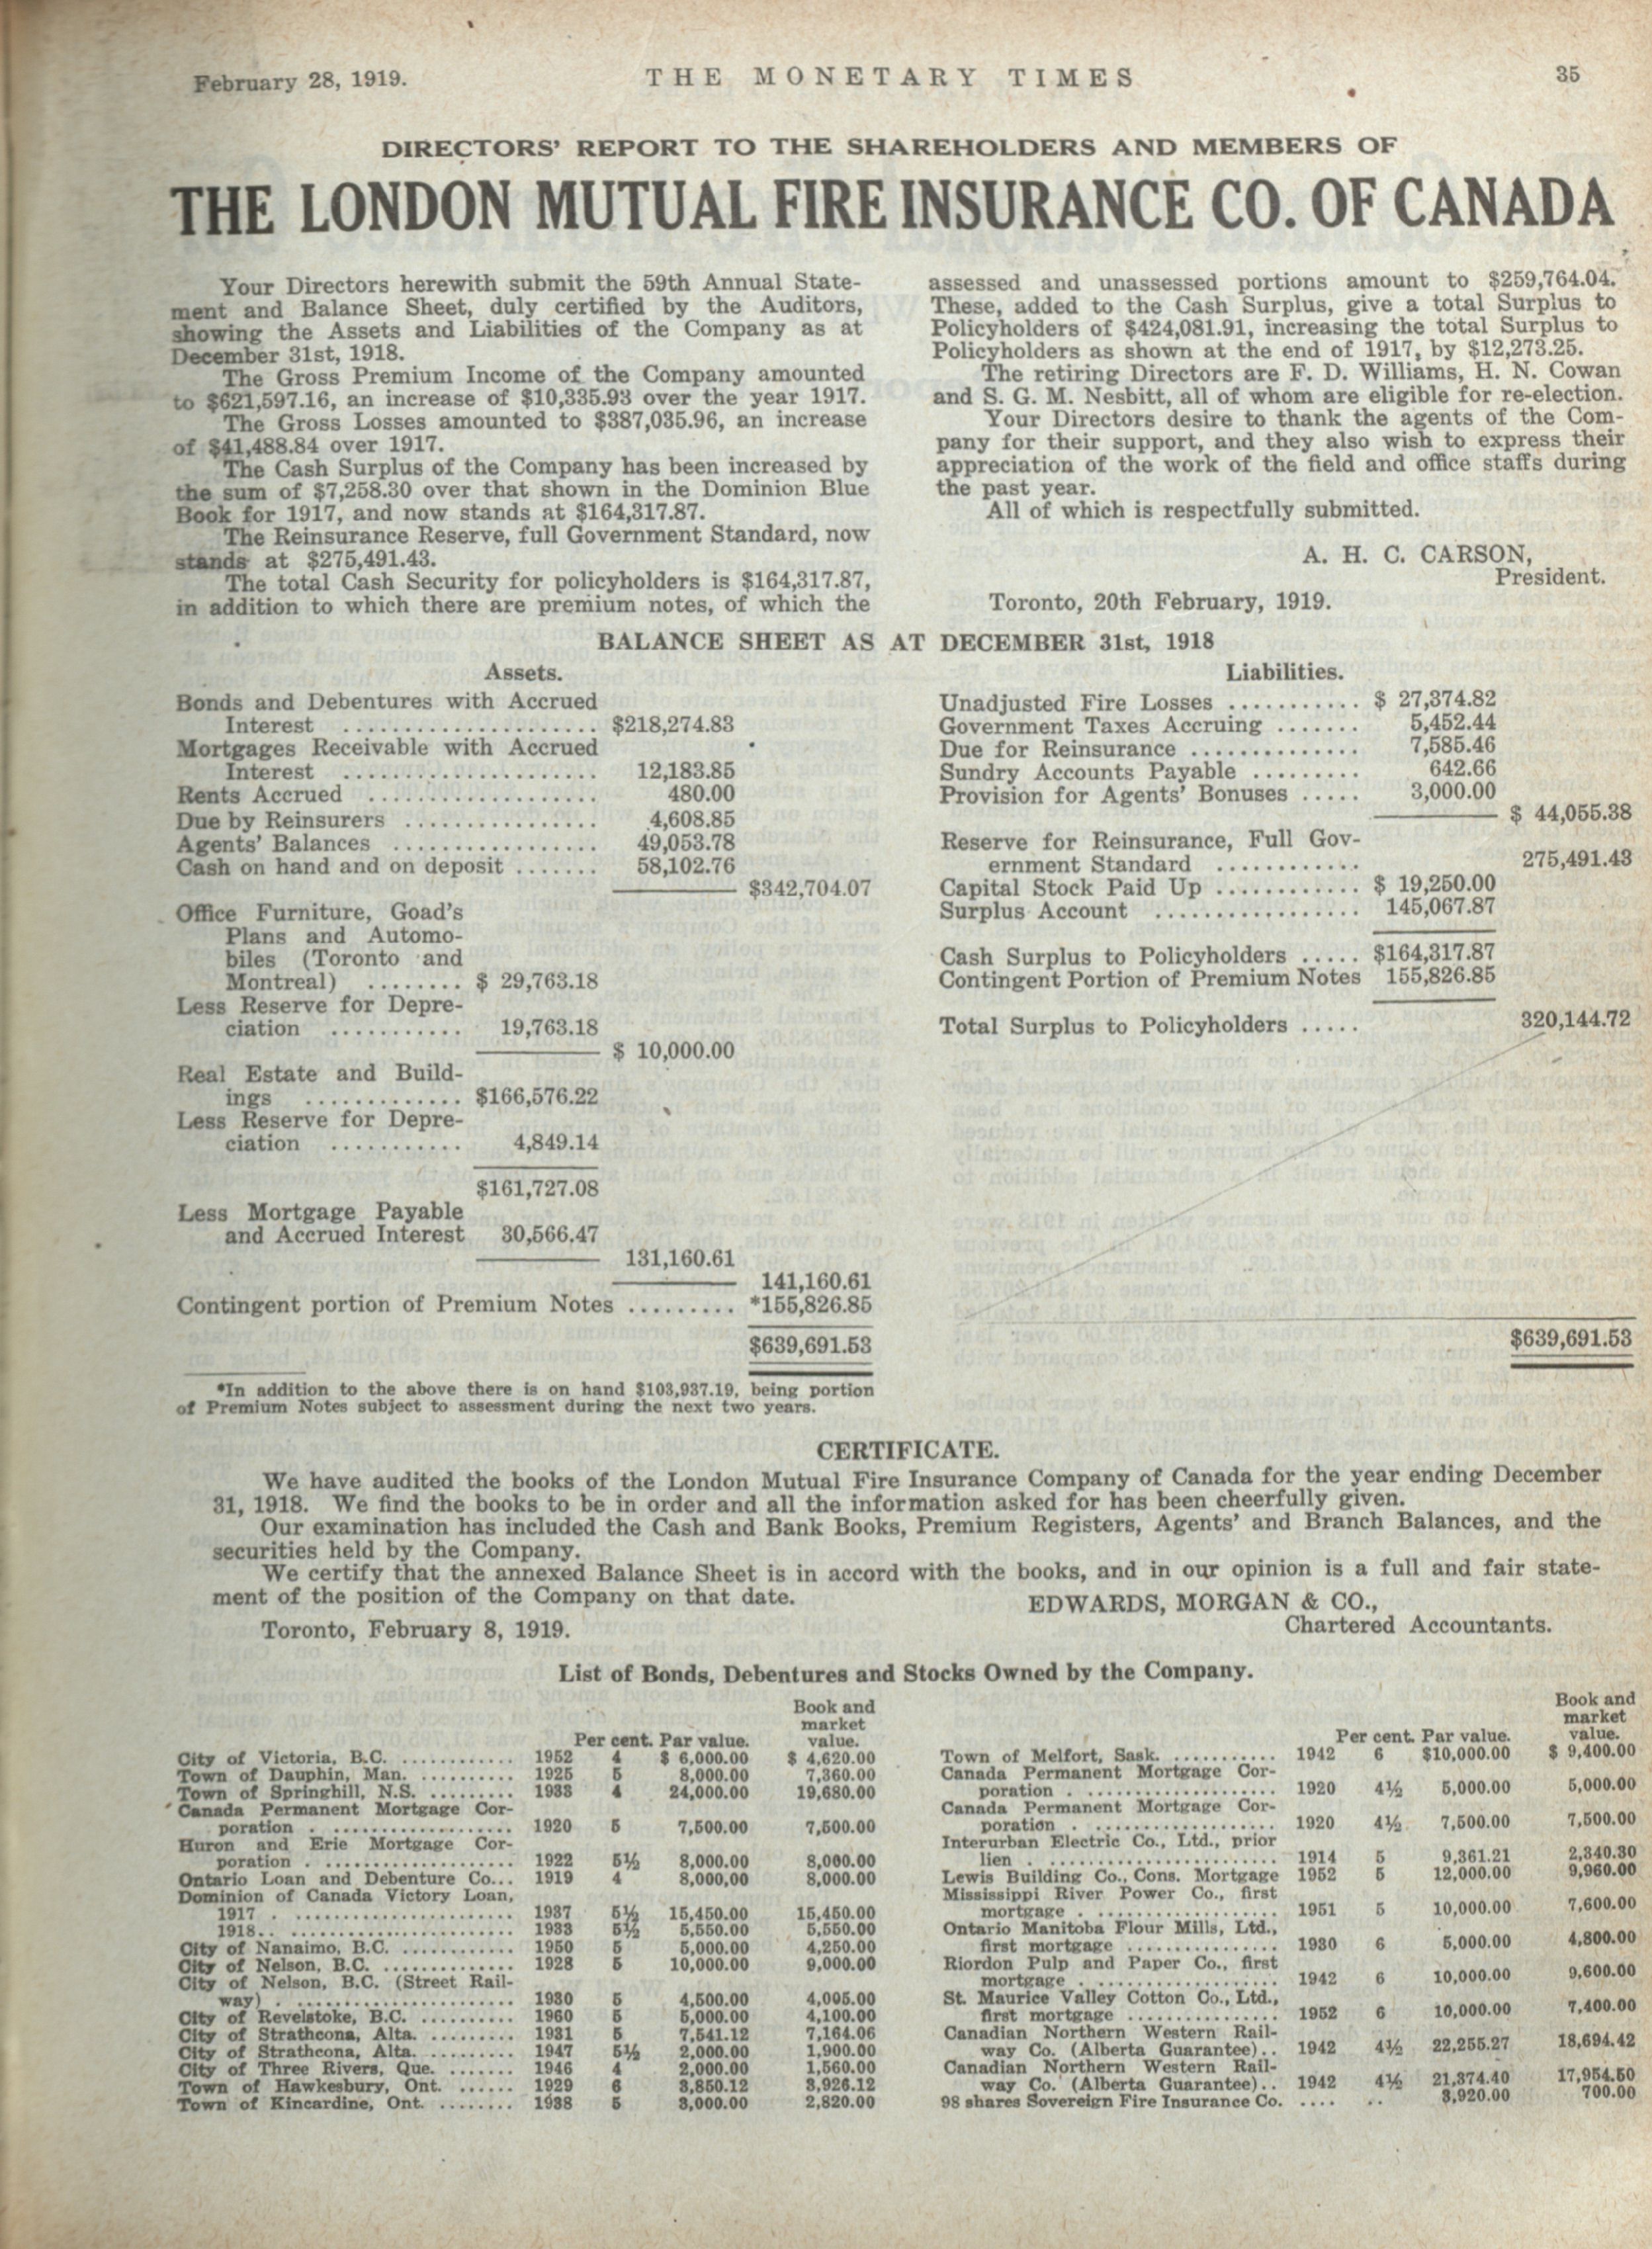 February 28, 1919.
THE MONETARY TIMES
35
DIRECTORS' REPORT TO THE SHAREHOLDERS AND MEMBERS OF
THE LONDON MUTUAL FIRE INSURANCE CO. OF CANADA
Your Directors herewith submit the 59th Annual State-
ment and Balance Sheet, duly certified by the Auditors,
showing the Assets and Liabilities of the Company as at
December 31st, 1918.
The Gross Premium Income of the Company amounted
to $621,597.16, an increase of $10,335.93 over the year 1917.
The Gross Losses amounted to $387,035.96, an increase
of $41,488.84 over 1917.
The Cash Surplus of the Company has been increased by
the sum of $7,258.30 over that shown in the Dominion Blue
Book for 1917, and now stands at $164,317.87.
The Reinsurance Reserve, full Government Standard, now
stands at $275,491.43.
The total Cash Security for policyholders is $164,317.87,
in addition to which there are premium notes, of which the
assessed and unassessed portions amount to $259,764.04.
These, added to the Cash Surplus, give a total Surplus to
Policyholders of $424,081.91, increasing the total Surplus to
Policyholders as shown at the end of 1917, by $12,273.25.
The retiring Directors are F. D. Williams, H. N. Cowan
and S. G. M. Nesbitt, all of whom are eligible for re-election.
Your Directors desire to thank the agents of the Com-
pany for their support, and they also wish to express their
appreciation of the work of the field and office staffs during
the past year.
All of which is respectfully submitted.
A. H. C. CARSON,
President.
Toronto, 20th February, 1919.
BALANCE SHEET AS AT DECEMBER 31st, 1918
Assets.
Bonds and Debentures with Accrued
Interest ..................... $218,274.83
Mortgages Receivable with Accrued
Interest ..................... 12,183.85
Rents Accrued ................... 480.00
Due by Reinsurers ................ 4,608.85
Agents' Balances ................. 49,053.78
Cash on hand and on deposit ....... 58,102.76
$342,704.07
Office Furniture, Goad's
Plans and Automo-
biles (Toronto and
Montreal) ........ $ 29,763.18
Less Reserve for Depre-
ciation ........... 19,763.18
$ 10,000.00
Real Estate and Build-
ings ............. $166,576.22
Less Reserve for Depre-
ciation ........... 4,849.14
$161,727.08
Less Mortgage Payable
and Accrued Interest 30,566.47
131,160.61
141,160.61
Contingent portion of Premium Notes ......... *155,826.85
$639,691.53
*In addition to the above there is on hand $103,937.19, being portion
of Premium Notes subject to assessment during the next two years.
Liabilities.
Unadjusted Fire Losses ........... $ 27,374.82
Government Taxes Accruing ....... 5,452.44
Due for Reinsurance .............. 7,585.46
Sundry Accounts Payable ......... 642.66
Provision for Agents' Bonuses ..... 3,000.00
$ 44,055.38
Reserve for Reinsurance, Full Gov-
ernment Standard ............ 275,491.43
Capital Stock Paid Up ............ $ 19,250.00
Surplus Account ................. 145,067.87
Cash Surplus to Policyholders ..... $164,317.87
Contingent Portion of Premium Notes 155,826.85
Total Surplus to Policyholders ..... 320,144.72
$639,691.53
CERTIFICATE.
We have audited the books of the London Mutual Fire Insurance Company of Canada for the year ending December
31, 1918. We find the books to be in order and all the information asked for has been cheerfully given.
Our examination has included the Cash and Bank Books, Premium Registers, Agents' and Branch Balances, and the
securities held by the Company.
We certify that the annexed Balance Sheet is in accord with the books, and in our opinion is a full and fair state-
ment of the position of the Company on that date.
EDWARDS, MORGAN & CO.,
Chartered Accountants.
Toronto, February 8, 1919.
List of Bonds, Debentures and Stocks Owned by the Company.
Book and
market
Per cent. Par value. value.
City of Victoria, B.C. ............ 1952 4 $ 6,000.00 $ 4,620.00
Town of Dauphin, Man. .......... 1925 5 8,000.00 7,360.00
Town of Springhill, N.S. ......... 1933 4 24,000.00 19,680.00
Canada Permanent Mortgage Cor-
poration . .................. 1920 5 7,500.00 7,500.00
Huron and Erie Mortgage Cor-
poration . ................... 1922 5½ 8,000.00 8,000.00
Ontario Loan and Debenture Co... 1919 4 8,000,00 8,000.00
Dominion of Canada Victory Loan,
1917 . ...................... 1937 5½ 15,450.00 15,450.00
1918.. ...................... 1933 5½ 5,550.00 5,550.00
City of Nanaimo, B.C. ............ 1950 5 5,000.00 4,250.00
City of Nelson, B.C. .............. 1928 5 10,000.00 9,000.00
City of Nelson, B.C. (Street Rail-
way) . ...................... 1930 5 4,500.00 4,005.00
City of Revelstoke, B.C. .......... 1960 5 5,000.00 4,100.00
City of Strathcona, Alta. ......... 1931 5 7,541.12 7,164.06
City of Strathcona, Alta. ......... 1947 5½ 2,000.00 1,900.00
City of Three Rivers, Que. ....... 1946 4 2,000.00 1,560.00
Town of Hawkesbury, Ont. ...... 1929 6 3,850.12 3,926.12
Town of Kincardine, Ont. ........ 1938 5 3,000.00 2,820.00
Book and
market
Per cent. Par value. value.
Town of Melfort, Sask. ........... 1942 6 $10,000.00 $ 9,400.00
Canada Permanent Mortgage Cor-
poration . ................... 1920 4½ 5,000.00 5,000.00
Canada Permanent Mortgage Cor-
poration . ................... 1920 4½ 7,500.00 7,500.00
Interurban Electric Co., Ltd., prior
lien . ....................... 1914 5 9,361.21 2,340.30
Lewis Building Co., Cons. Mortgage 1952 5 12,000.00 9,960.00
Mississippi River Power Co., first
mortgage . .................. 1951 5 10,000.00 7,600.00
Ontario Manitoba Flour Mills, Ltd.,
first mortgage ................ 1930 6 5,000.00 4,800.00
Riordon Pulp and Paper Co., first
mortgage . ................... 1942 6 10,000.00 9,600.00
St. Maurice Valley Cotton Co., Ltd.,
first mortgage ................ 1952 6 10,000.00 7,400.00
Canadian Northern Western Rail-
way Co. (Alberta Guarantee).. 1942 4½ 22,255.27 18,694.42
Canadian Northern Western Rail-
way Co. (Alberta Guarantee).. 1942 4½ 21,374.40 17,954.50
98 shares Sovereign Fire Insurance Co. .... .. 3,920.00 700.00